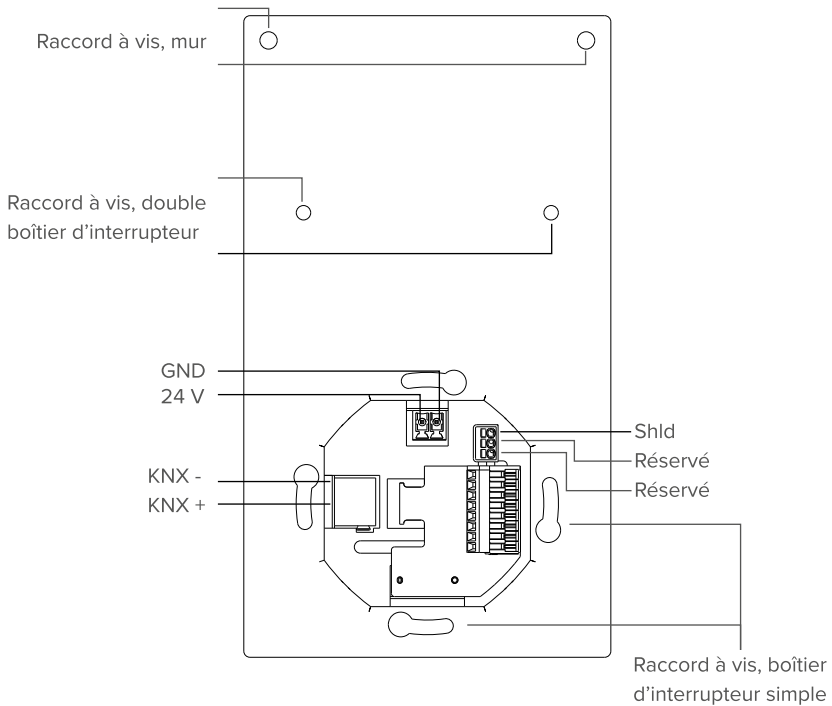 Raccord à vis, mur
Raccord à vis, double
boîtier d’interrupteur
GND
24 V
KNX -
KNX +
Shld
Réservé
Réservé
Raccord à vis, boîtier
d’interrupteur simple